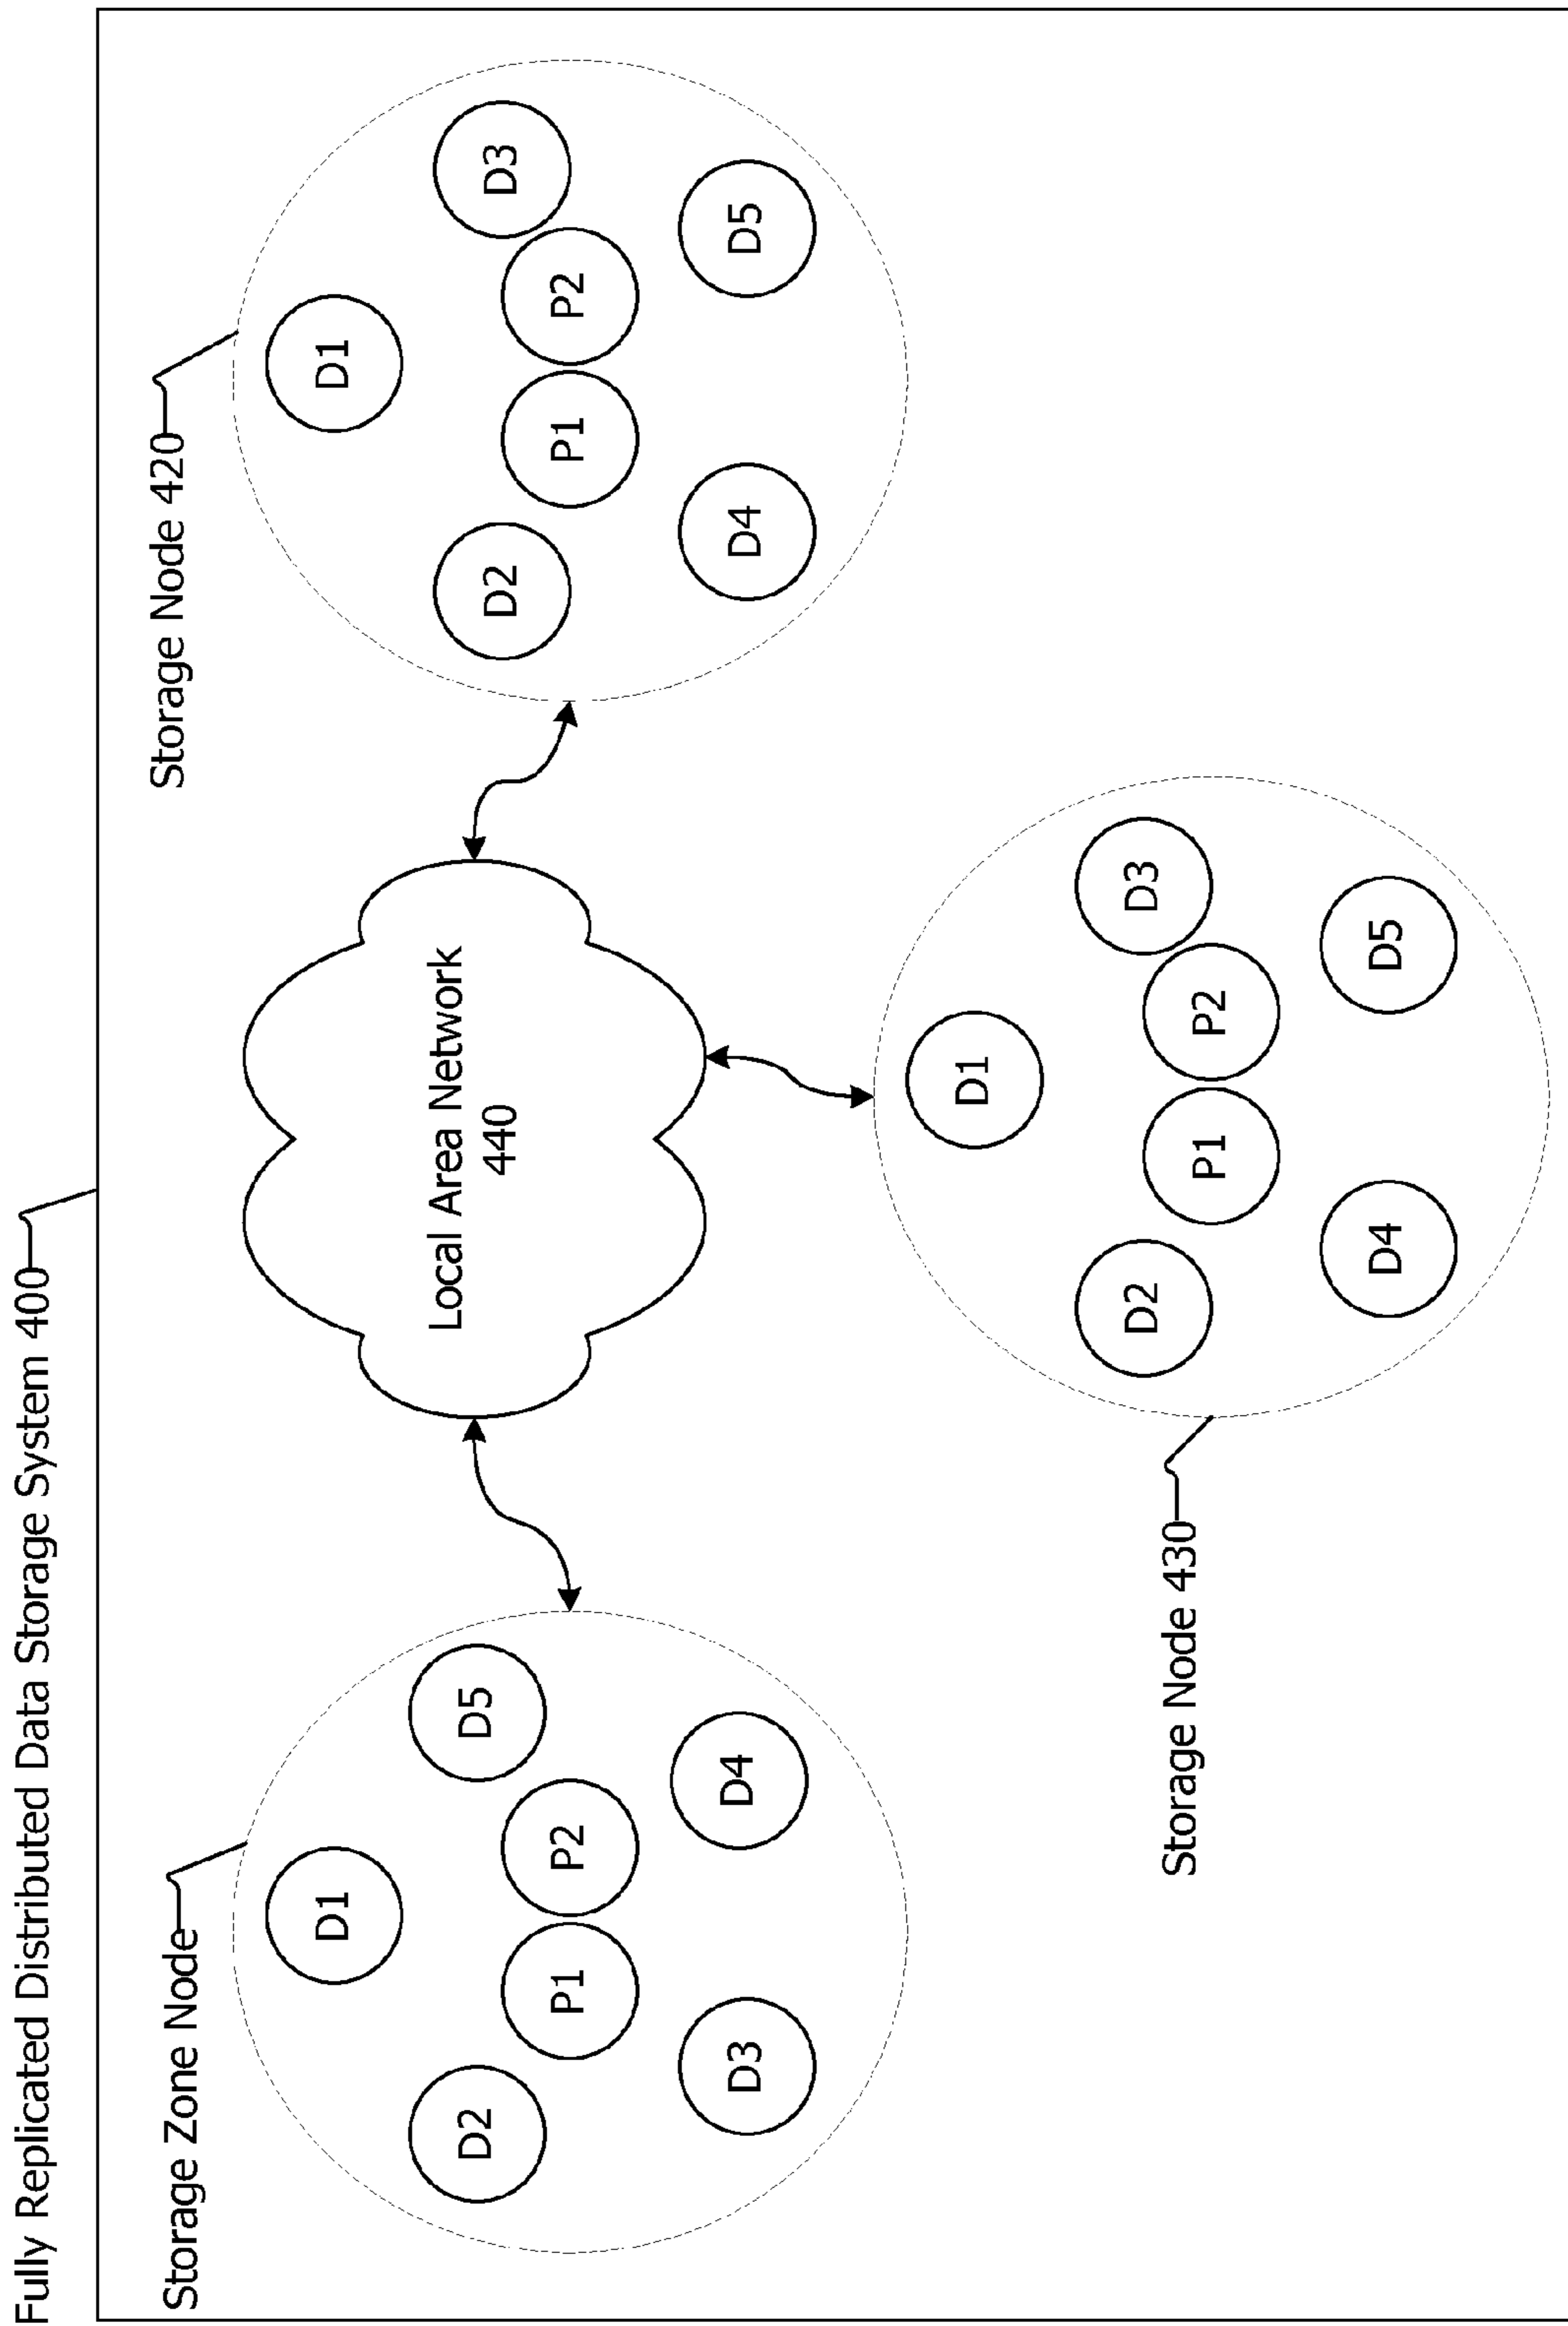 Fully Replicated Distributed Data Storage System 400
Storage Zone Node
D1
D2
D5
P1
P2
D3
D4
Local Area Network
440
Storage Node 420
D1
D2
D3
P1
P2
D4
D5
Storage Node 430
D1
D2
D3
P1
P2
D4
D5